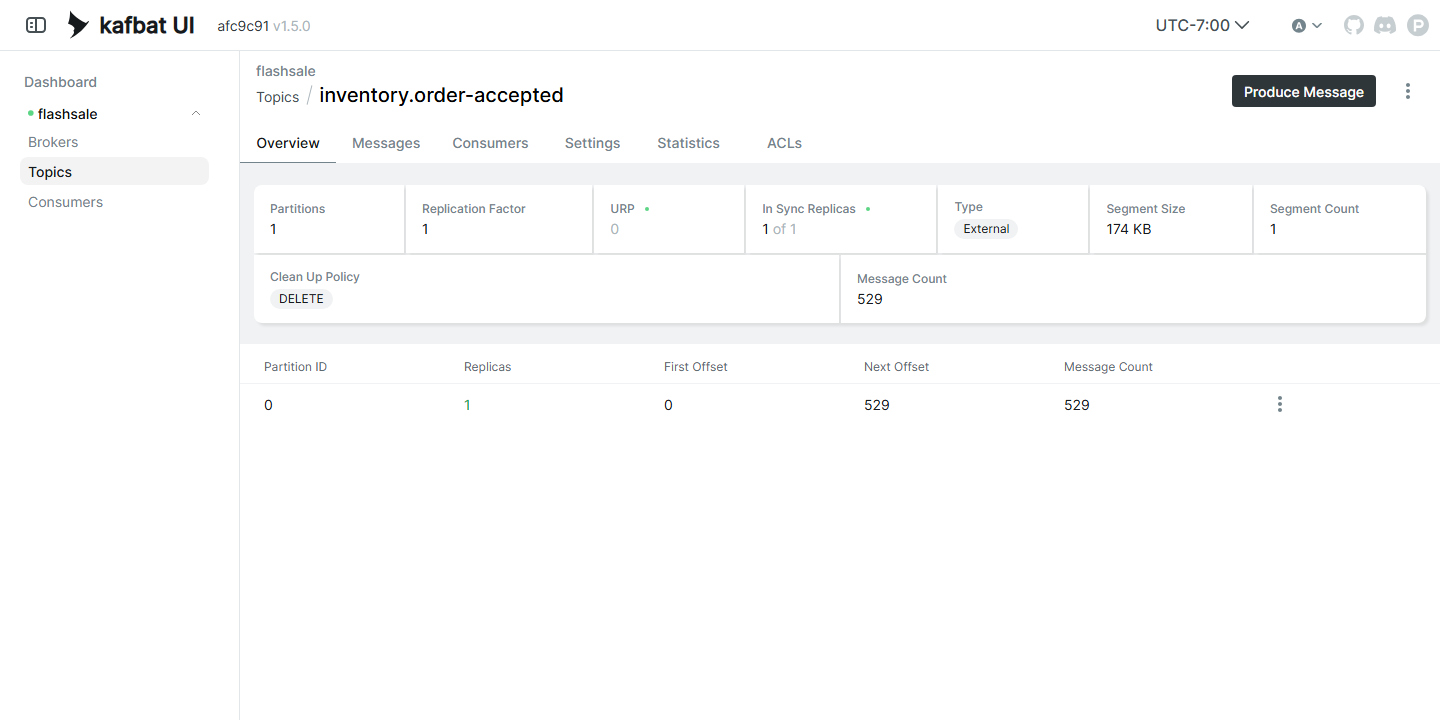 kafbat UI afc9c91 v1.5.0 UTC-7:00 A P
Dashboard
flashsale
Brokers
Topics
Consumers
flashsale
Topics / inventory.order-accepted
Produce Message
Overview Messages Consumers Settings Statistics ACLs
Partitions Replication Factor URP In Sync Replicas Type Segment Size Segment Count
1 1 0 1 of 1 External 174 KB 1
Clean Up Policy Message Count
DELETE 529
Partition ID Replicas First Offset Next Offset Message Count
0 1 0 529 529